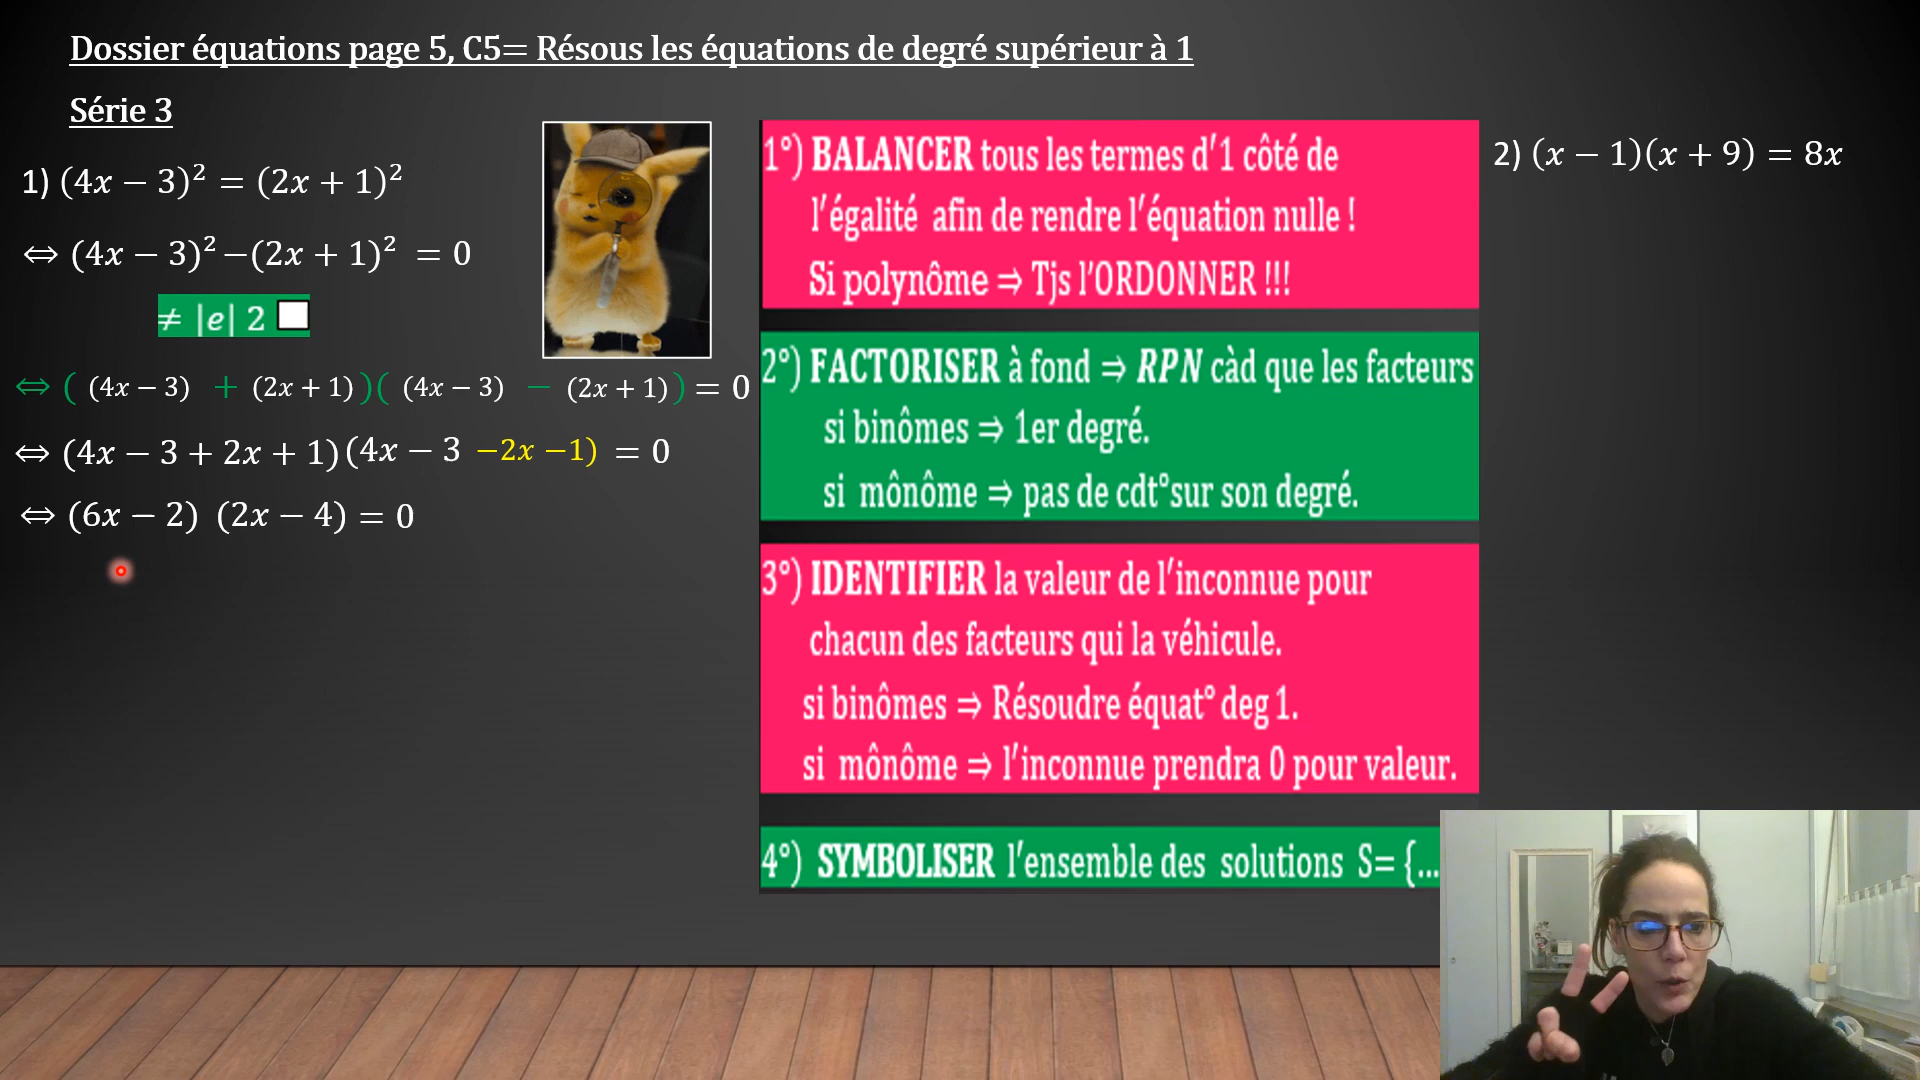 Dossier équations page 5, C5= Résous les équations de degré supérieur à 1
Série 3
1) (4x − 3)² = (2x + 1)²
⇔ (4x − 3)² −(2x + 1)² = 0
≠ |e| 2 □
⇔ ( (4x − 3) + (2x + 1) )( (4x − 3) − (2x + 1) ) = 0
⇔ (4x − 3 + 2x + 1) (4x − 3 −2x −1) = 0
⇔ (6x − 2) (2x − 4) = 0
1°) BALANCER tous les termes d'1 côté de
l'égalité afin de rendre l'équation nulle !
Si polynôme ⇒ Tjs l'ORDONNER !!!
2°) FACTORISER à fond ⇒ RPN càd que les facteurs
si binômes ⇒ 1er degré.
si mônôme ⇒ pas de cdt°sur son degré.
3°) IDENTIFIER la valeur de l'inconnue pour
chacun des facteurs qui la véhicule.
si binômes ⇒ Résoudre équat° deg 1.
si mônôme ⇒ l'inconnue prendra 0 pour valeur.
4°) SYMBOLISER l'ensemble des solutions S= {...
2) (x − 1)(x + 9) = 8x